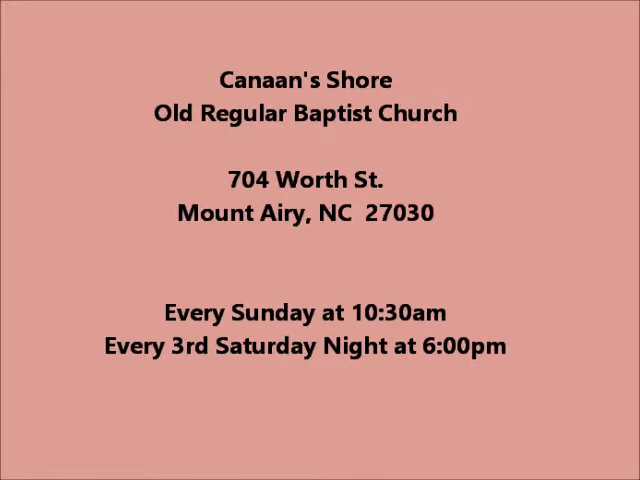 Canaan's Shore
Old Regular Baptist Church
704 Worth St.
Mount Airy, NC  27030
Every Sunday at 10:30am
Every 3rd Saturday Night at 6:00pm